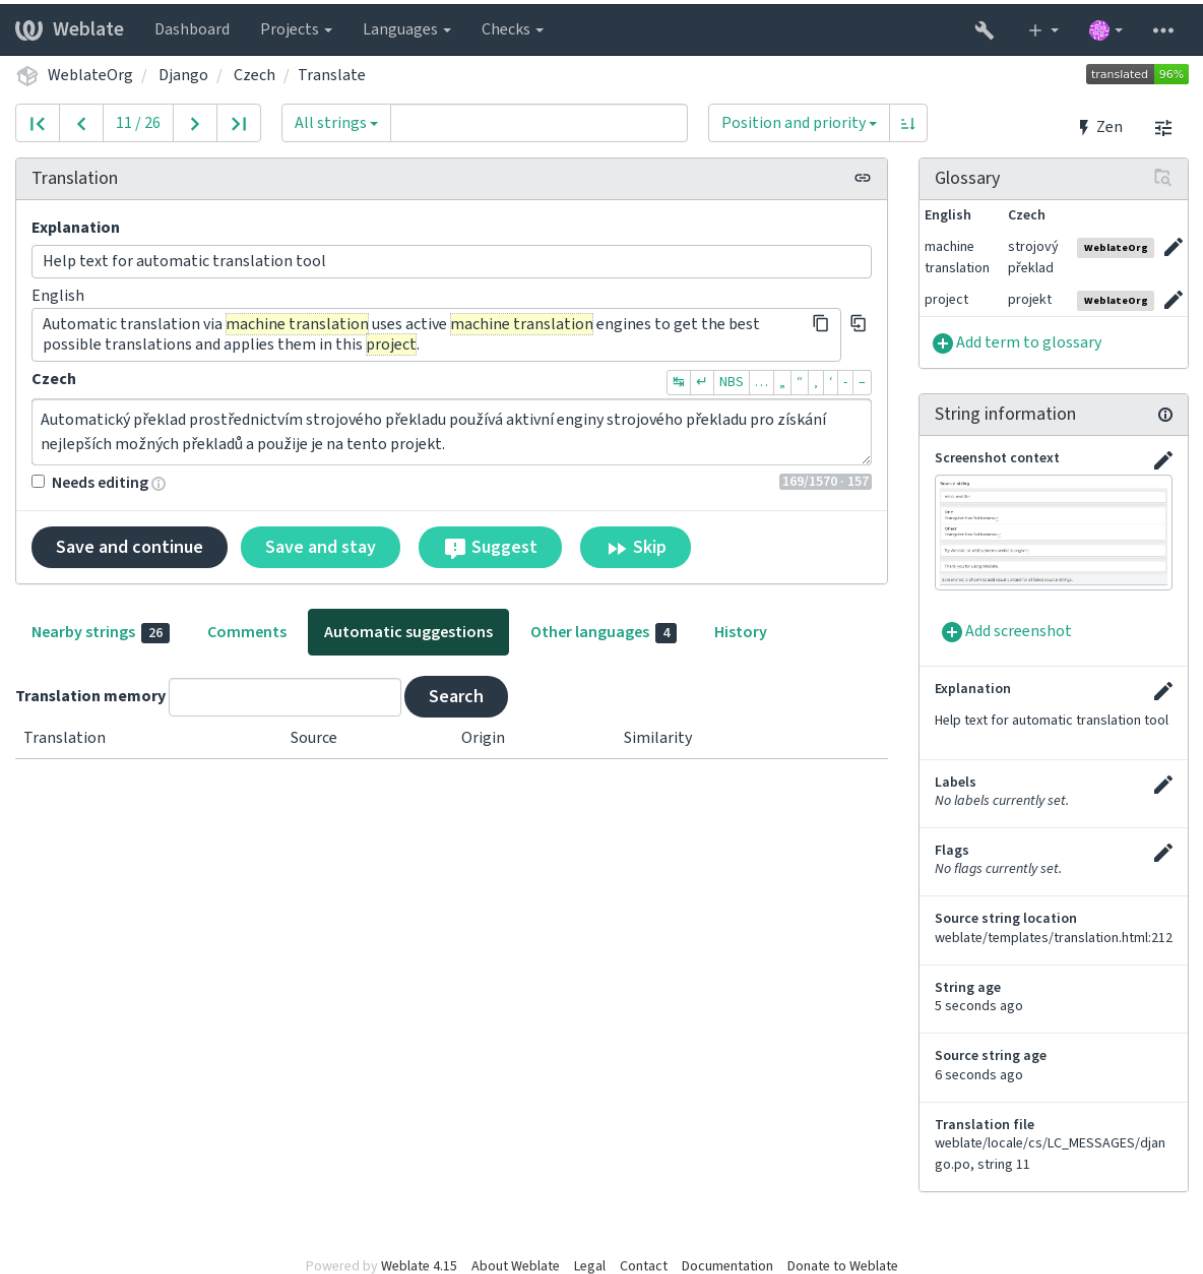 Weblate Dashboard Projects Languages Checks
WeblateOrg / Django / Czech / Translate
translated 96%
11 / 26 All strings Position and priority Zen
Translation
Explanation
Help text for automatic translation tool
English
Automatic translation via machine translation uses active machine translation engines to get the best
possible translations and applies them in this project.
Czech
NBS … „ “ ‚ ‘ - –
Automatický překlad prostřednictvím strojového překladu používá aktivní enginy strojového překladu pro získání
nejlepších možných překladů a použije je na tento projekt.
Needs editing
169/1570 · 157
Save and continue Save and stay Suggest Skip
Nearby strings 26 Comments Automatic suggestions Other languages 4 History
Translation memory Search
Translation Source Origin Similarity
Glossary
English Czech
machine translation strojový překlad WeblateOrg
project projekt WeblateOrg
Add term to glossary
String information
Screenshot context
Add screenshot
Explanation
Help text for automatic translation tool
Labels
No labels currently set.
Flags
No flags currently set.
Source string location
weblate/templates/translation.html:212
String age
5 seconds ago
Source string age
6 seconds ago
Translation file
weblate/locale/cs/LC_MESSAGES/djan
go.po, string 11
Powered by Weblate 4.15 About Weblate Legal Contact Documentation Donate to Weblate